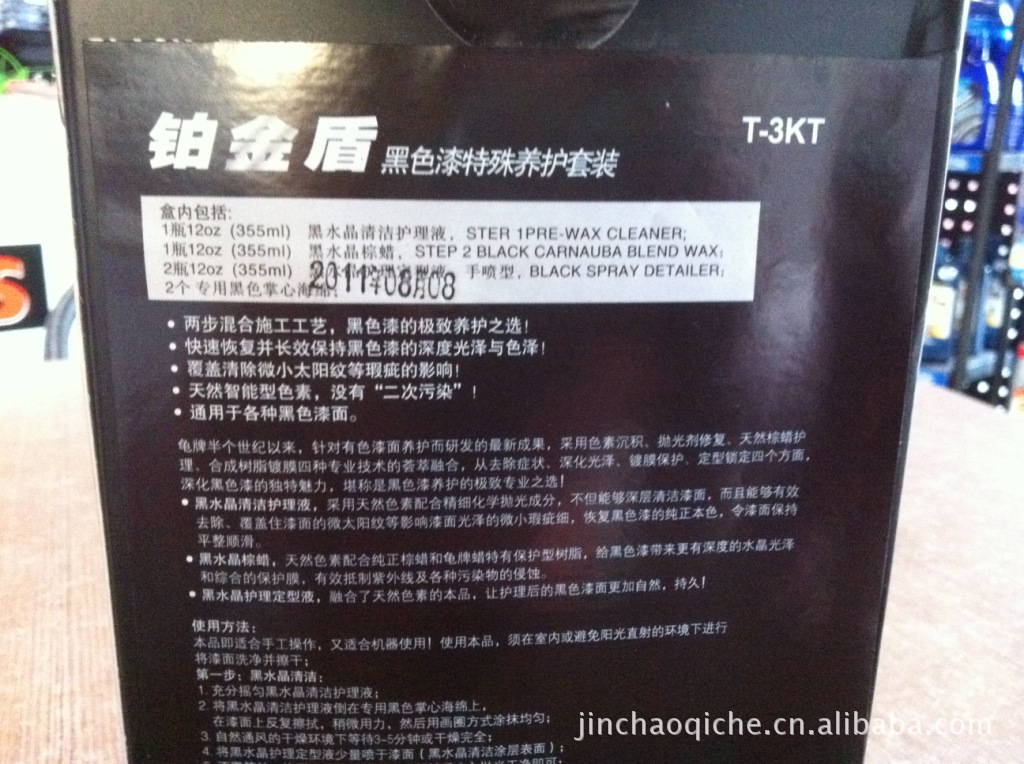 铂金盾 黑色漆特殊养护套装
T-3KT
盒内包括:
1瓶12oz (355ml) 黑水晶清洁护理液, STER 1PRE-WAX CLEANER;
1瓶12oz (355ml) 黑水晶棕蜡, STEP 2 BLACK CARNAUBA BLEND WAX;
2瓶12oz (355ml) 黑水晶护理定型液, 手喷型, BLACK SPRAY DETAILER;
2个 专用黑色掌心海绵;
2011年08月08
• 两步混合施工工艺，黑色漆的极致养护之选！
• 快速恢复并长效保持黑色漆的深度光泽与色泽！
• 覆盖清除微小太阳纹等瑕疵的影响！
• 天然智能型色素，没有“二次污染”！
• 通用于各种黑色漆面。
龟牌半个世纪以来，针对有色漆面养护而研发的最新成果，采用色素沉积、抛光剂修复、天然棕蜡护
理、合成树脂镀膜四种专业技术的荟萃融合，从去除症状、深化光泽、镀膜保护、定型锁定四个方面，
深化黑色漆的独特魅力，堪称是黑色漆养护的极致专业之选！
• 黑水晶清洁护理液，采用天然色素配合精细化学抛光成分，不但能够深层清洁漆面，而且能够有效
去除、覆盖住漆面的微太阳纹等影响漆面光泽的微小瑕疵细，恢复黑色漆的纯正本色，令漆面保持
平整顺滑。
• 黑水晶棕蜡，天然色素配合纯正棕蜡和龟牌蜡特有保护型树脂，给黑色漆带来更有深度的水晶光泽
和综合的保护膜，有效抵制紫外线及各种污染物的侵蚀。
• 黑水晶护理定型液，融合了天然色素的本品，让护理后的黑色漆面更加自然，持久！
使用方法：
本品即适合手工操作，又适合机器使用！使用本品，须在室内或避免阳光直射的环境下进行
将漆面洗净并擦干；
第一步：黑水晶清洁：
1. 充分摇匀黑水晶清洁护理液；
2. 将黑水晶清洁护理液倒在专用黑色掌心海绵上，
在漆面上反复擦拭，稍微用力，然后用画圈方式涂抹均匀；
3. 自然通风的干燥环境下等待3-5分钟或干燥完全；
4. 将黑水晶护理定型液少量喷于漆面（黑水晶清洁涂层表面）；
jinchaoqiche.cn.alibaba.com